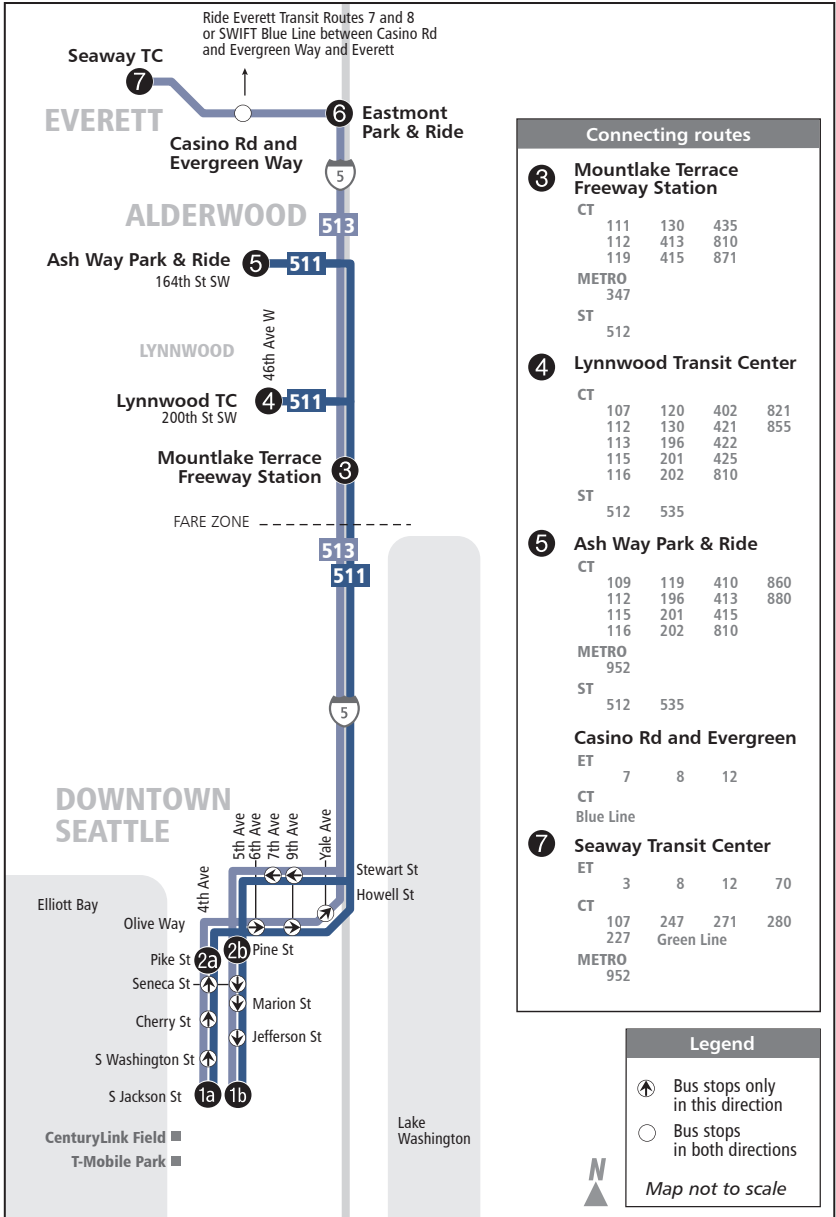 Ride Everett Transit Routes 7 and 8
or SWIFT Blue Line between Casino Rd
and Evergreen Way and Everett
Seaway TC
7
EVERETT
6
Eastmont
Park & Ride
Casino Rd and
Evergreen Way
5
ALDERWOOD
513
Ash Way Park & Ride
5
511
164th St SW
LYNNWOOD
46th Ave W
Lynnwood TC
4
511
200th St SW
Mountlake Terrace
Freeway Station
3
FARE ZONE
513
511
5
DOWNTOWN
SEATTLE
4th Ave
5th Ave
6th Ave
7th Ave
9th Ave
Yale Ave
Stewart St
Howell St
Elliott Bay
Olive Way
Pike St
2a
2b
Pine St
Seneca St
Marion St
Cherry St
Jefferson St
S Washington St
S Jackson St
1a
1b
CenturyLink Field
T-Mobile Park
Lake
Washington
N
Connecting routes
3 Mountlake Terrace
Freeway Station
CT
111 130 435
112 413 810
119 415 871
METRO
347
ST
512
4 Lynnwood Transit Center
CT
107 120 402 821
112 130 421 855
113 196 422
115 201 425
116 202 810
ST
512 535
5 Ash Way Park & Ride
CT
109 119 410 860
112 196 413 880
115 201 415
116 202 810
METRO
952
ST
512 535
Casino Rd and Evergreen
ET
7 8 12
CT
Blue Line
7 Seaway Transit Center
ET
3 8 12 70
CT
107 247 271 280
227 Green Line
METRO
952
Legend
Bus stops only
in this direction
Bus stops
in both directions
Map not to scale